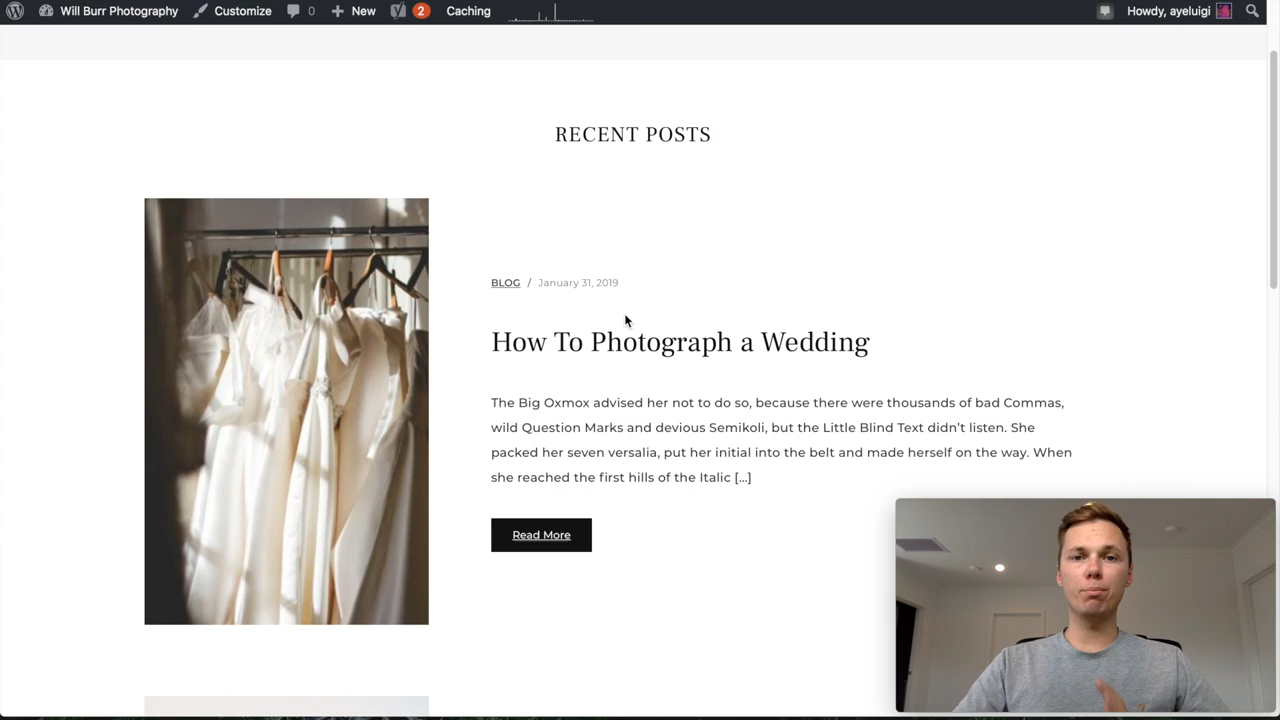 Will Burr Photography Customize 0 New 2 Caching Howdy, ayeluigi
RECENT POSTS
BLOG / January 31, 2019
How To Photograph a Wedding
The Big Oxmox advised her not to do so, because there were thousands of bad Commas,
wild Question Marks and devious Semikoli, but the Little Blind Text didn’t listen. She
packed her seven versalia, put her initial into the belt and made herself on the way. When
she reached the first hills of the Italic [...]
Read More